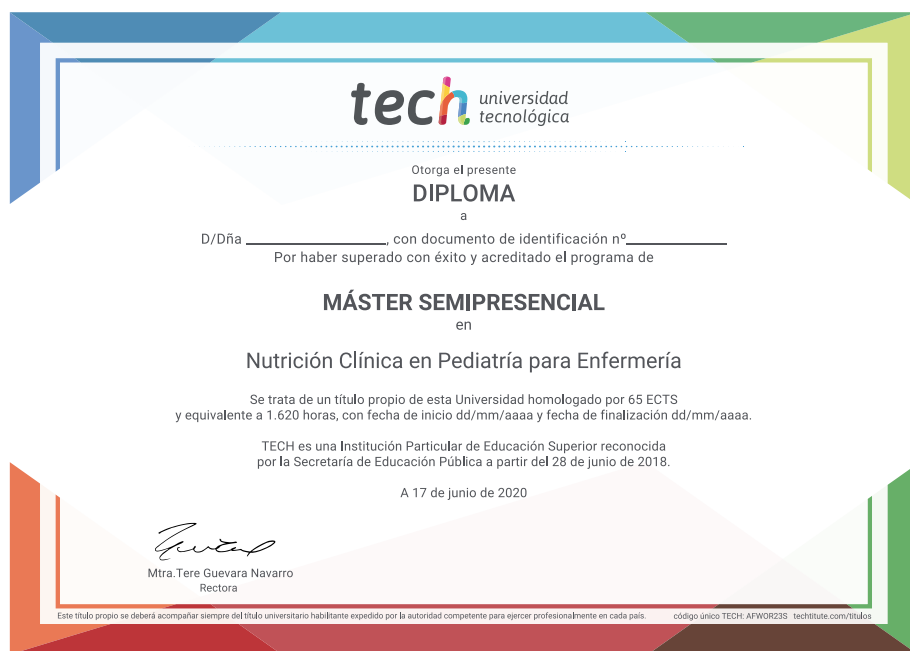 tech universidad
tecnológica
Otorga el presente
DIPLOMA
a
D/Dña ________________, con documento de identificación nº____________
Por haber superado con éxito y acreditado el programa de
MÁSTER SEMIPRESENCIAL
en
Nutrición Clínica en Pediatría para Enfermería
Se trata de un título propio de esta Universidad homologado por 65 ECTS
y equivalente a 1.620 horas, con fecha de inicio dd/mm/aaaa y fecha de finalización dd/mm/aaaa.
TECH es una Institución Particular de Educación Superior reconocida
por la Secretaría de Educación Pública a partir del 28 de junio de 2018.
A 17 de junio de 2020
Mtra.Tere Guevara Navarro
Rectora
Este título propio se deberá acompañar siempre del título universitario habilitante expedido por la autoridad competente para ejercer profesionalmente en cada país. código único TECH: AFWOR23S techtitute.com/titulos